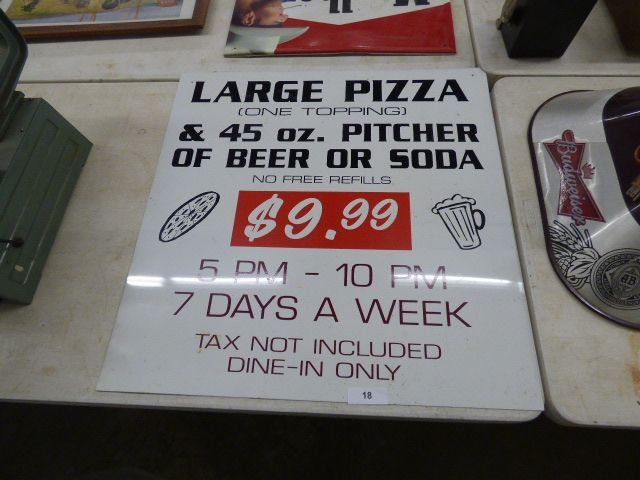 LARGE PIZZA
(ONE TOPPING)
& 45 oz. PITCHER
OF BEER OR SODA
NO FREE REFILLS
$9.99
5 PM - 10 PM
7 DAYS A WEEK
TAX NOT INCLUDED
DINE-IN ONLY
18
Budweiser